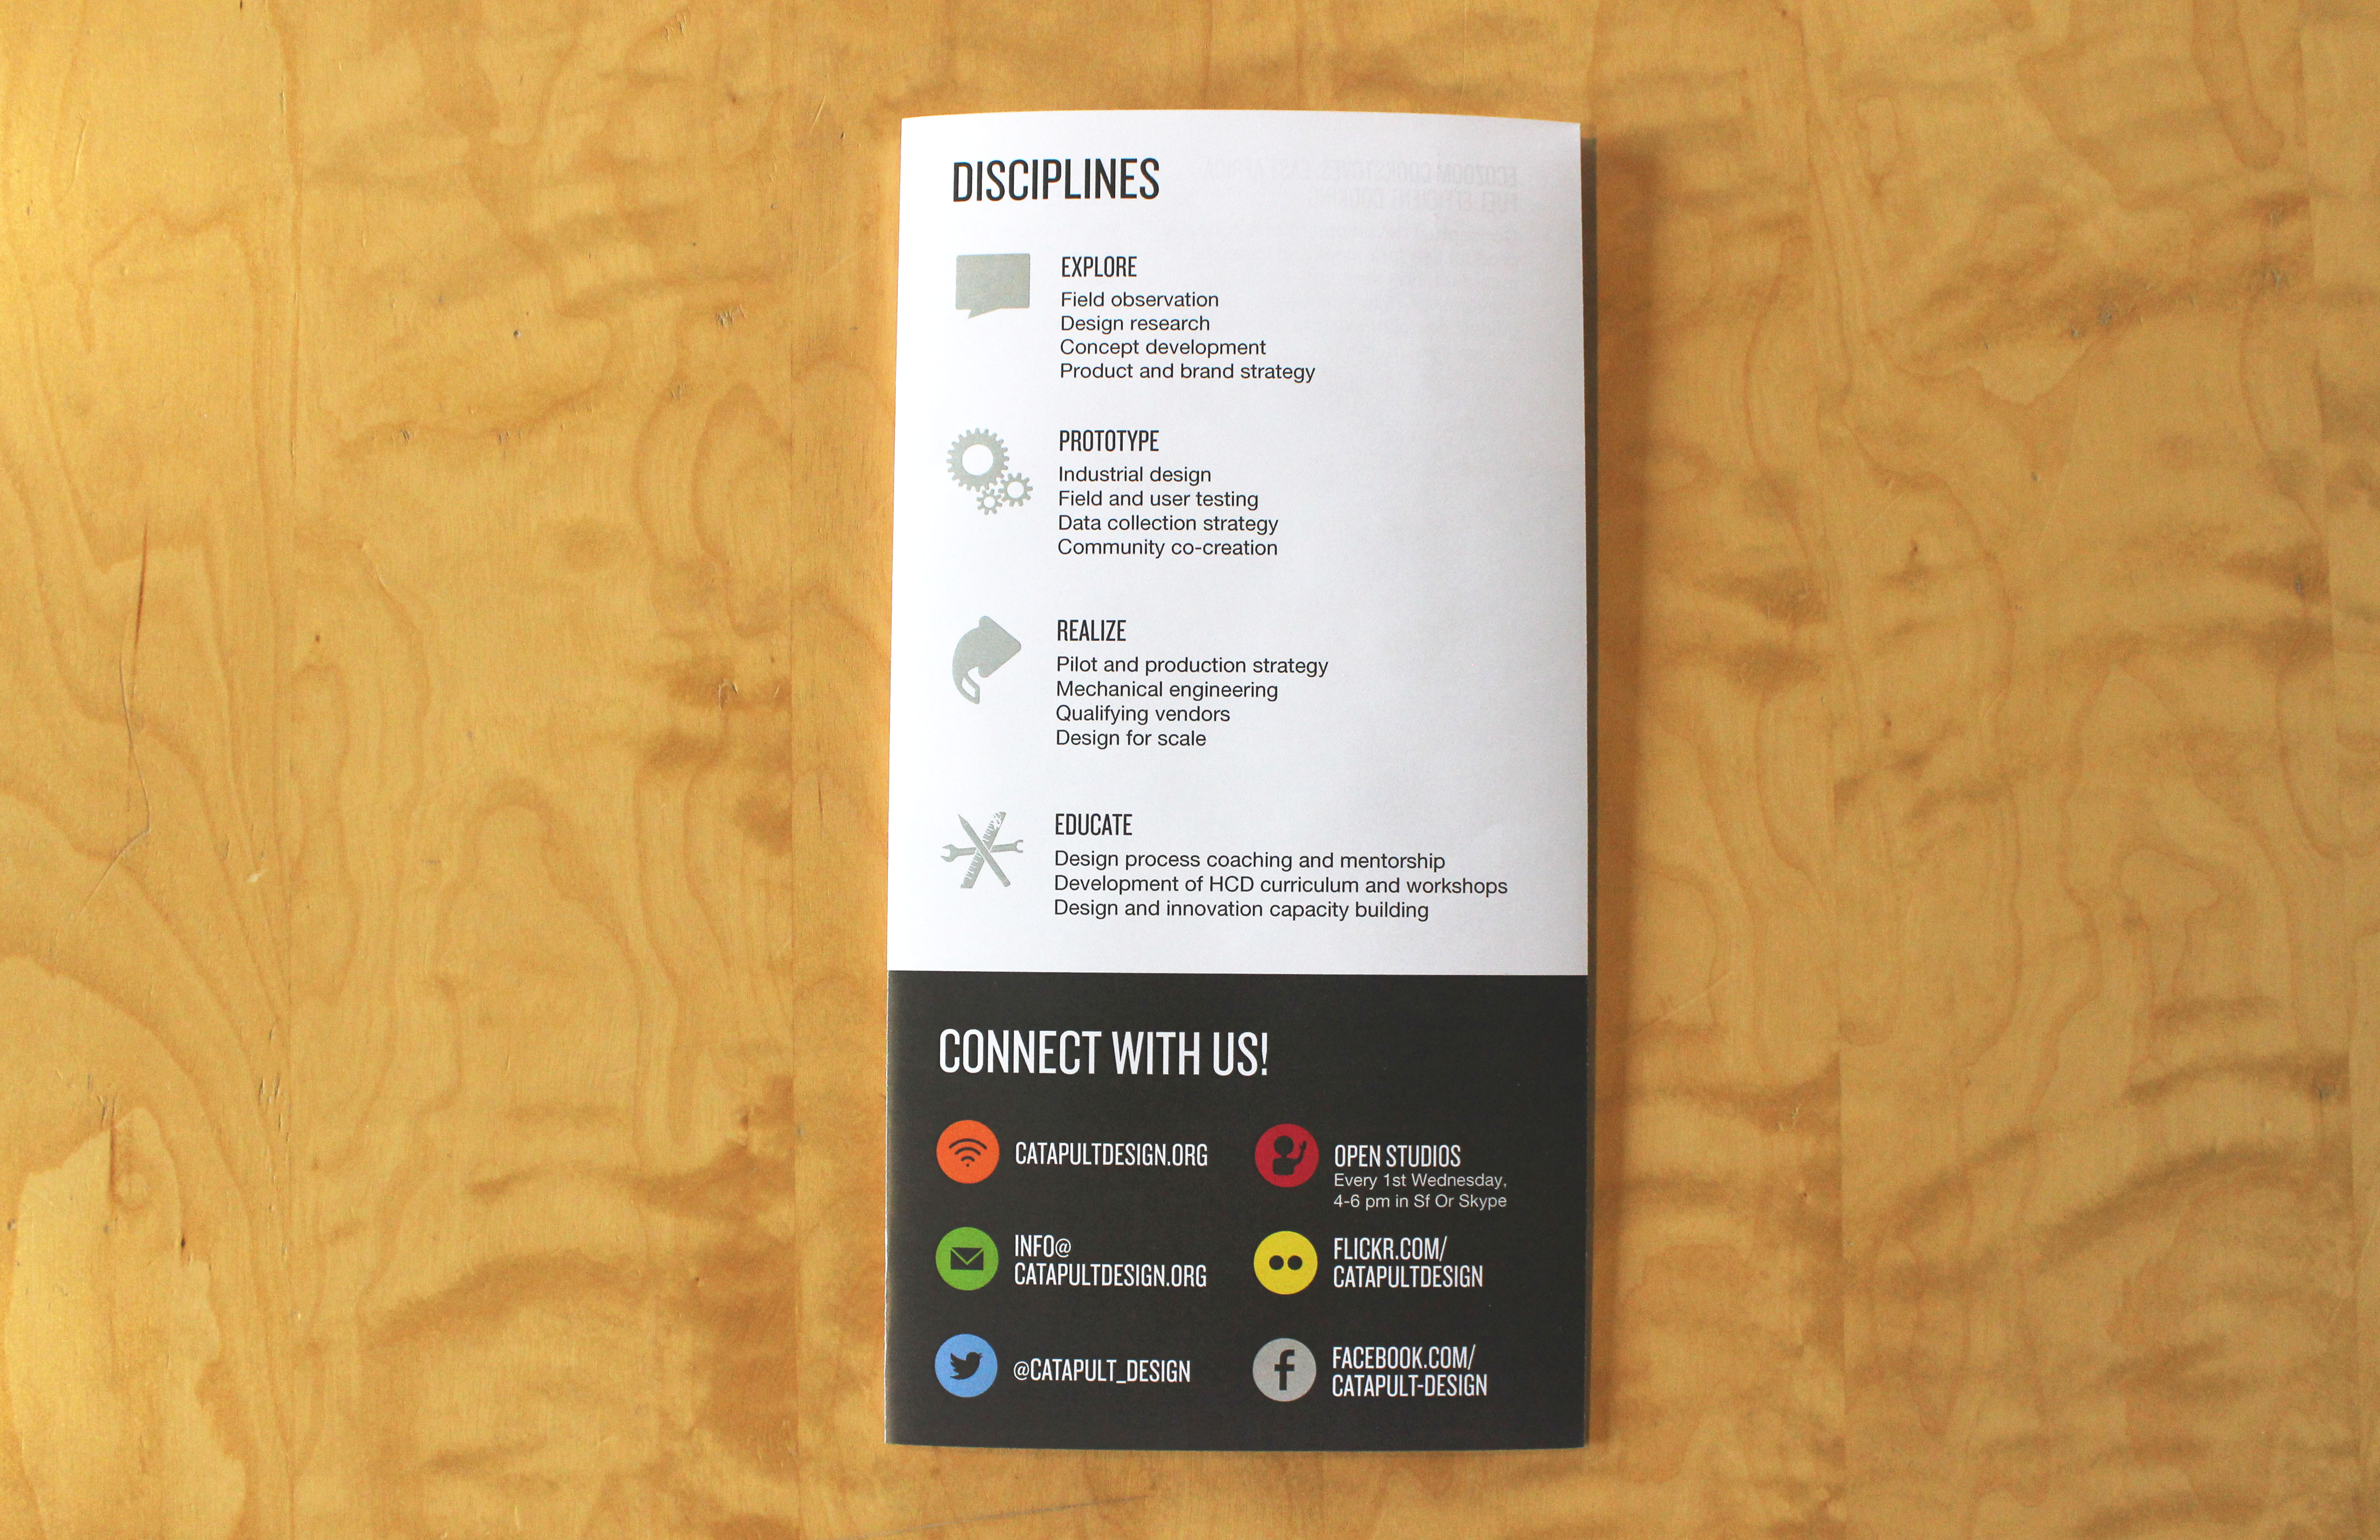 DISCIPLINES
EXPLORE
Field observation
Design research
Concept development
Product and brand strategy
PROTOTYPE
Industrial design
Field and user testing
Data collection strategy
Community co-creation
REALIZE
Pilot and production strategy
Mechanical engineering
Qualifying vendors
Design for scale
EDUCATE
Design process coaching and mentorship
Development of HCD curriculum and workshops
Design and innovation capacity building
CONNECT WITH US!
CATAPULTDESIGN.ORG
OPEN STUDIOS
Every 1st Wednesday,
4-6 pm in Sf Or Skype
INFO@
CATAPULTDESIGN.ORG
FLICKR.COM/
CATAPULTDESIGN
@CATAPULT_DESIGN
FACEBOOK.COM/
CATAPULT-DESIGN